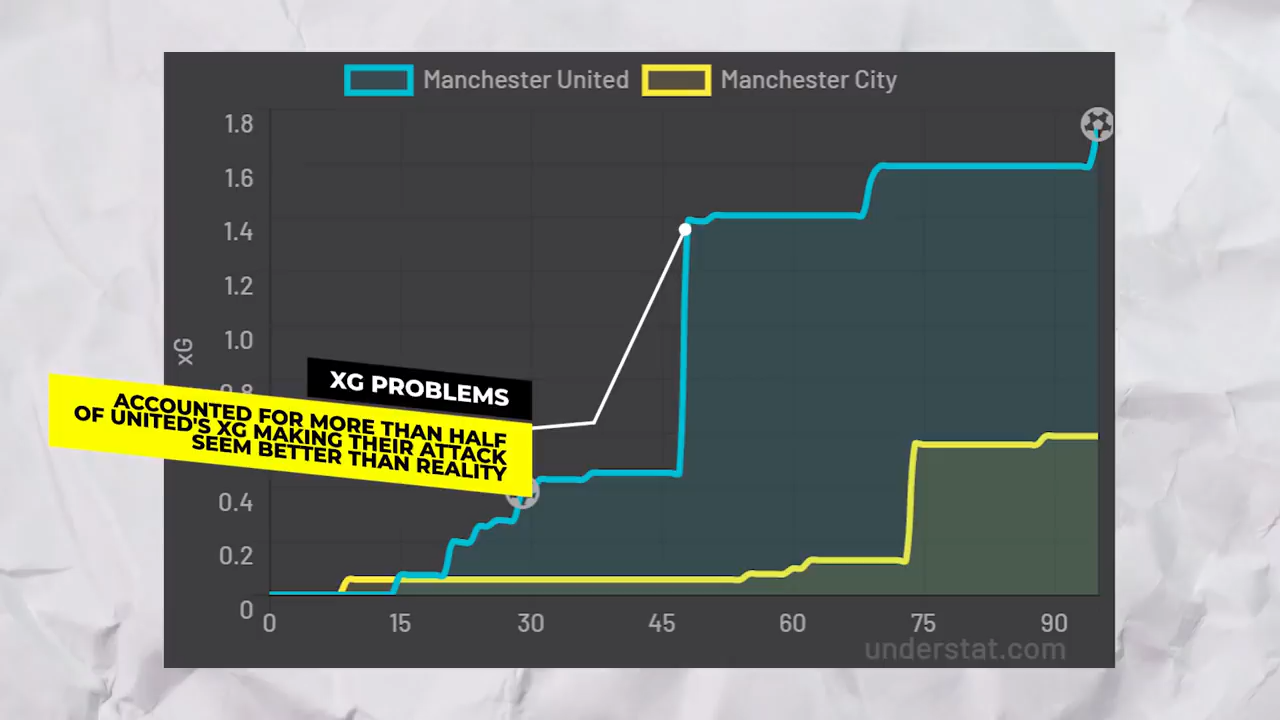 Manchester United Manchester City
1.8
1.6
1.4
1.2
1.0
xG
0.8
XG PROBLEMS
ACCOUNTED FOR MORE THAN HALF
OF UNITED'S XG MAKING THEIR ATTACK
SEEM BETTER THAN REALITY
0.4
0.2
0
0 15 30 45 60 75 90
understat.com